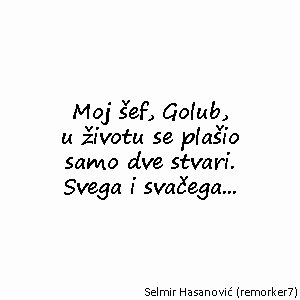 Moj šef, Golub,
u životu se plašio
samo dve stvari.
Svega i svačega...
Selmir Hasanović (remorker7)